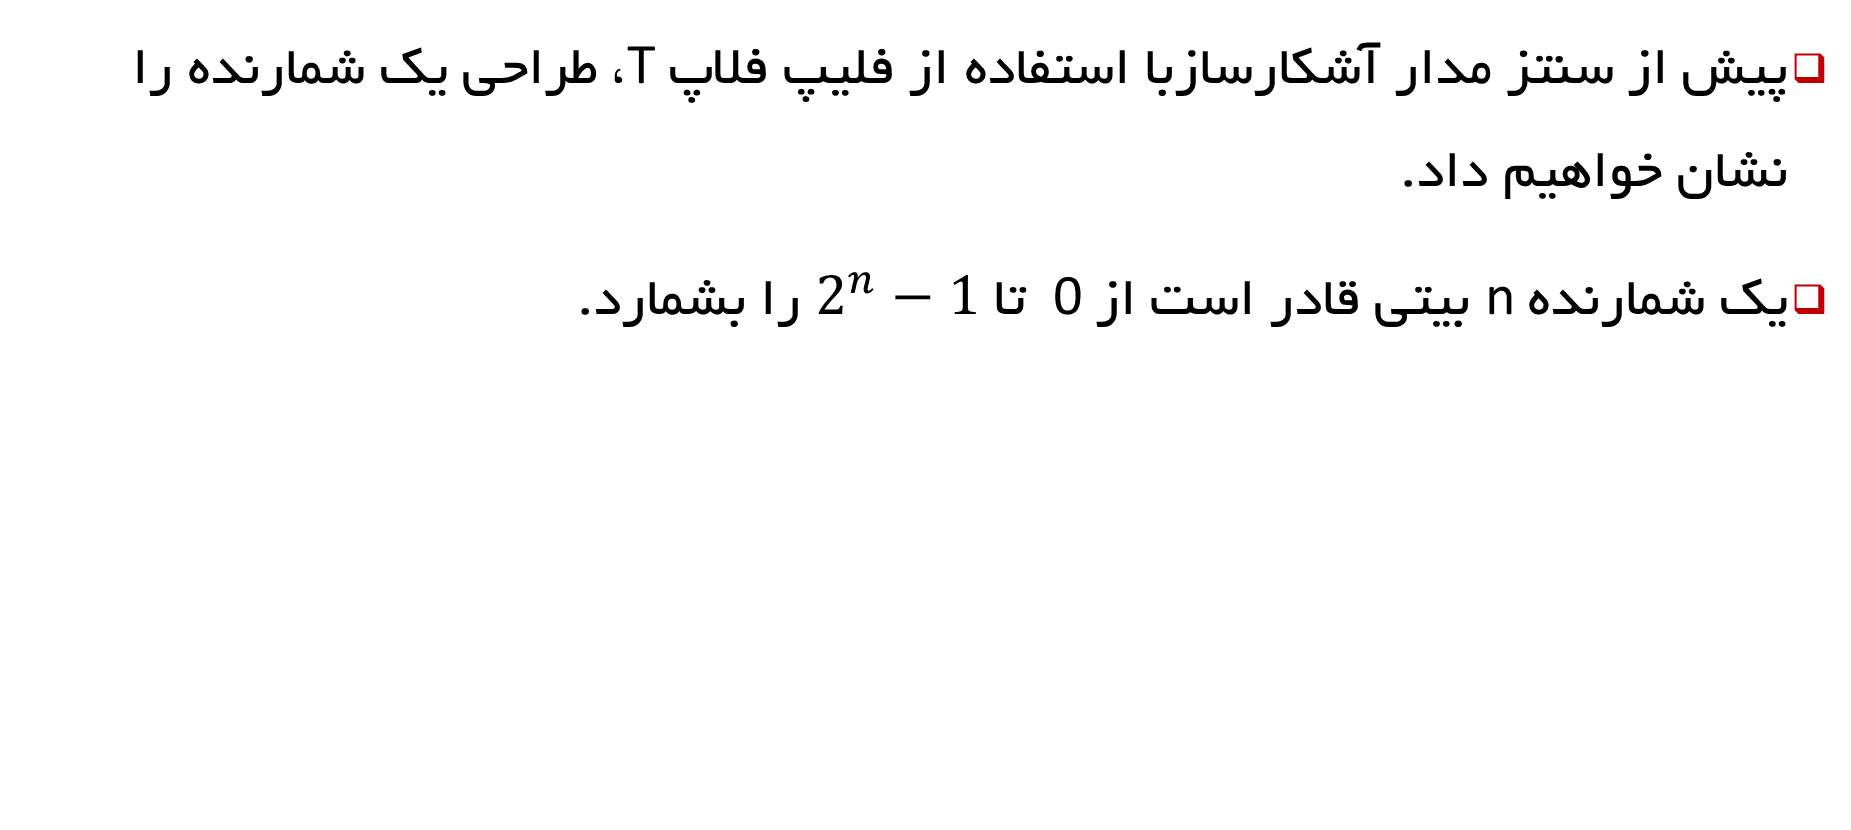 ❑پیش از سنتز مدار آشکارسازبا استفاده از فلیپ فلاپ T، طراحی یک شمارنده را
نشان خواهیم داد.
❑یک شمارنده n بیتی قادر است از 0 تا 2ⁿ − 1 را بشمارد.